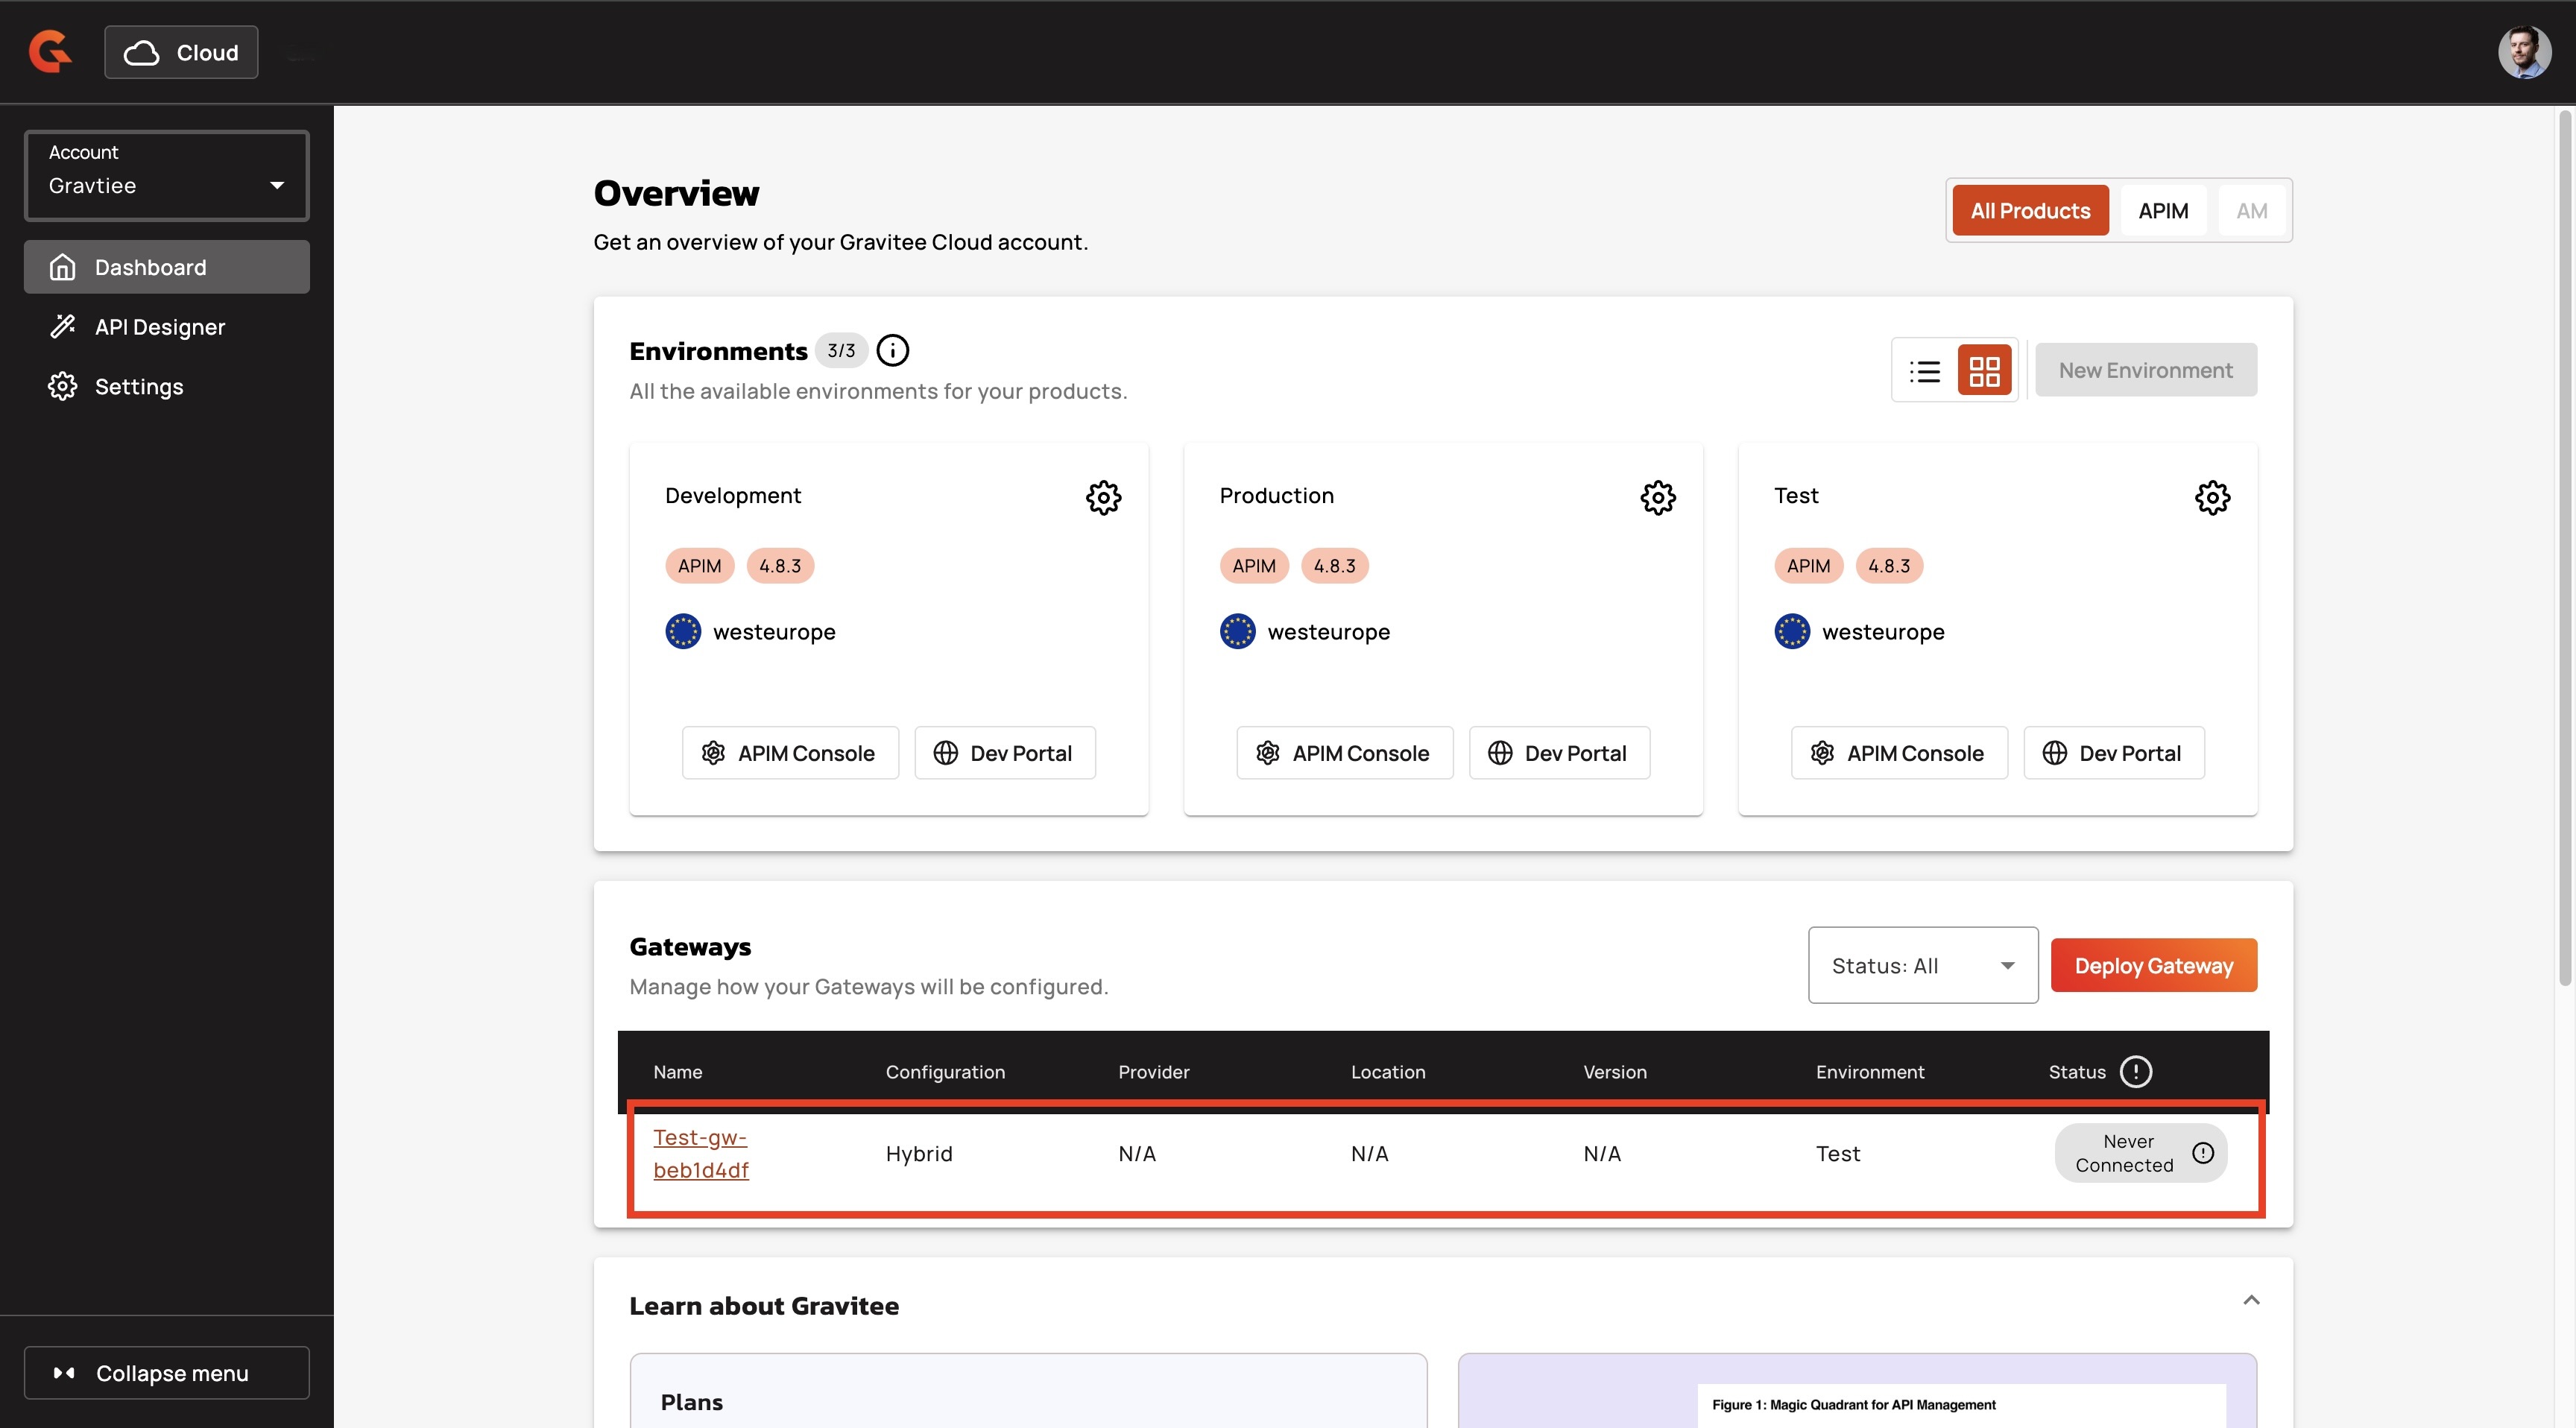 Cloud
Account
Gravtiee
Dashboard
API Designer
Settings
Collapse menu
Overview
Get an overview of your Gravitee Cloud account.
All Products
APIM
AM
Environments 3/3
All the available environments for your products.
New Environment
Development
APIM 4.8.3
westeurope
APIM Console
Dev Portal
Production
APIM 4.8.3
westeurope
APIM Console
Dev Portal
Test
APIM 4.8.3
westeurope
APIM Console
Dev Portal
Gateways
Manage how your Gateways will be configured.
Status: All
Deploy Gateway
Name Configuration Provider Location Version Environment Status
Test-gw-
beb1d4df
Hybrid
N/A
N/A
N/A
Test
Never
Connected
Learn about Gravitee
Plans
Figure 1: Magic Quadrant for API Management